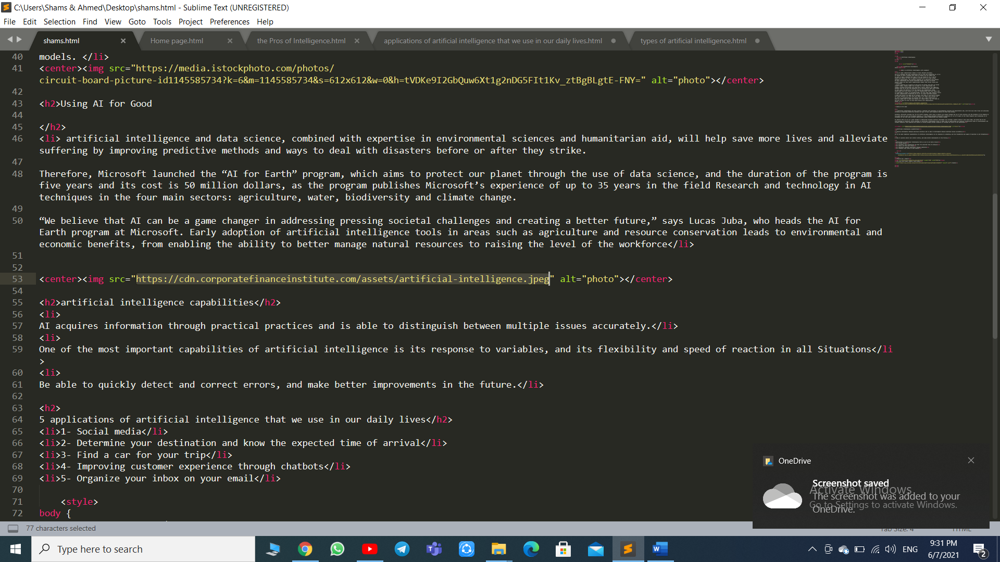 C:\Users\Shams & Ahmed\Desktop\shams.html - Sublime Text (UNREGISTERED)
File Edit Selection Find View Goto Tools Project Preferences Help
shams.html Home page.html the Pros of Intelligence.html applications of artificial intelligence that we use in our daily lives.html types of artificial intelligence.html
40 models. </li>
41 <center><img src="https://media.istockphoto.com/photos/
circuit-board-picture-id1145585734?k=6&m=1145585734&s=612x612&w=0&h=tVDKe9I2GbQuw6Xt1g2nDG5FIt1Kv_ztBgBLgtE-FNY=" alt="photo"></center>
42
43 <h2>Using AI for Good
44
45 </h2>
46 <li> artificial intelligence and data science, combined with expertise in environmental sciences and humanitarian aid, will help save more lives and alleviate
suffering by improving predictive methods and ways to deal with disasters before or after they strike.
47
48 Therefore, Microsoft launched the “AI for Earth” program, which aims to protect our planet through the use of data science, and the duration of the program is
five years and its cost is 50 million dollars, as the program publishes Microsoft’s experience of up to 35 years in the field Research and technology in AI
techniques in the four main sectors: agriculture, water, biodiversity and climate change.
49
50 “We believe that AI can be a game changer in addressing pressing societal challenges and creating a better future,” says Lucas Juba, who heads the AI for
Earth program at Microsoft. Early adoption of artificial intelligence tools in areas such as agriculture and resource conservation leads to environmental and
economic benefits, from enabling the ability to better manage natural resources to raising the level of the workforce</li>
51
52
53 <center><img src="https://cdn.corporatefinanceinstitute.com/assets/artificial-intelligence.jpeg" alt="photo"></center>
54
55 <h2>artificial intelligence capabilities</h2>
56 <li>
57 AI acquires information through practical practices and is able to distinguish between multiple issues accurately.</li>
58 <li>
59 One of the most important capabilities of artificial intelligence is its response to variables, and its flexibility and speed of reaction in all Situations</li
>
60 <li>
61 Be able to quickly detect and correct errors, and make better improvements in the future.</li>
62
63 <h2>
64 5 applications of artificial intelligence that we use in our daily lives</h2>
65 <li>1- Social media</li>
66 <li>2- Determine your destination and know the expected time of arrival</li>
67 <li>3- Find a car for your trip</li>
68 <li>4- Improving customer experience through chatbots</li>
69 <li>5- Organize your inbox on your email</li>
70
71 <style>
72 body {
OneDrive
Screenshot saved
The screenshot was added to your
OneDrive.
Activate Windows
Go to Settings to activate Windows.
77 characters selected
Tab Size: 4 HTML
Type here to search
ENG
9:31 PM
6/7/2021
2